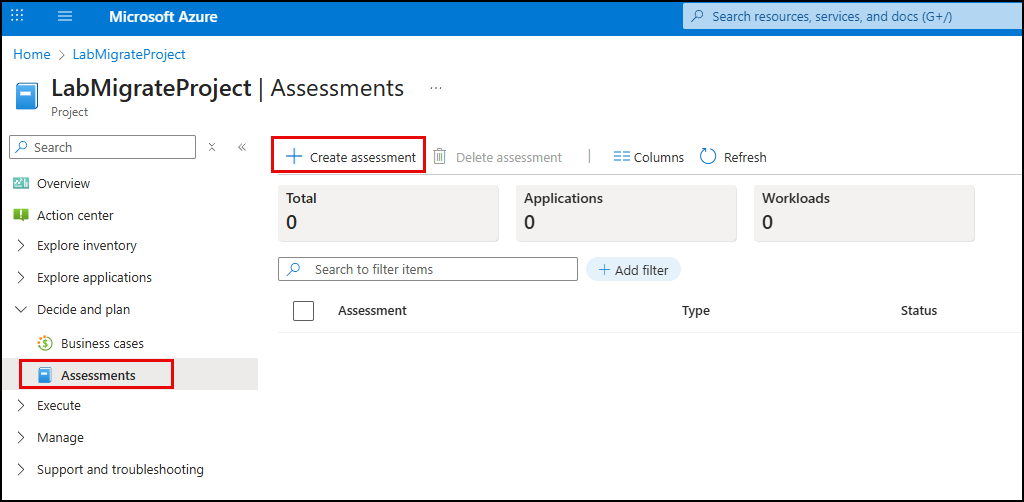 Microsoft Azure
Search resources, services, and docs (G+/)
Home > LabMigrateProject
LabMigrateProject | Assessments ...
Project
Search
Overview
Action center
Explore inventory
Explore applications
Decide and plan
Business cases
Assessments
Execute
Manage
Support and troubleshooting
+ Create assessment Delete assessment | Columns Refresh
Total Applications Workloads
0 0 0
Search to filter items + Add filter
Assessment Type Status